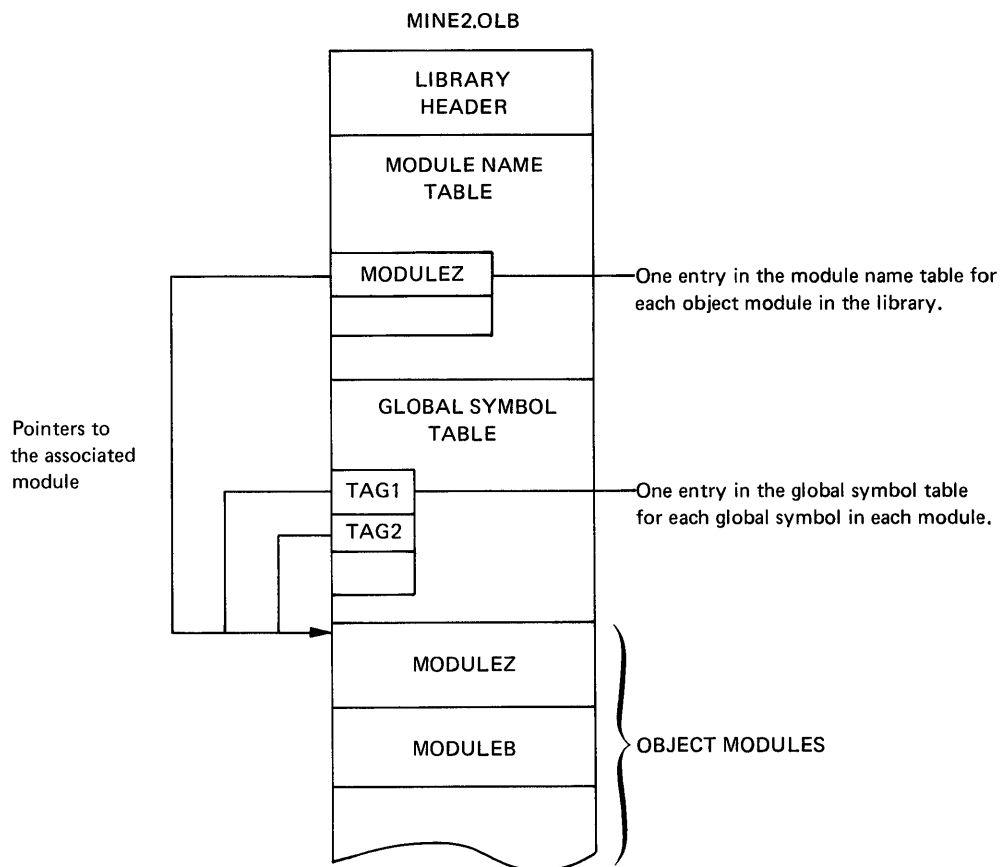 MINE2.OLB
LIBRARY
HEADER
MODULE NAME
TABLE
MODULEZ
One entry in the module name table for
each object module in the library.
GLOBAL SYMBOL
TABLE
Pointers to
the associated
module
TAG1
One entry in the global symbol table
for each global symbol in each module.
TAG2
MODULEZ
MODULEB
OBJECT MODULES